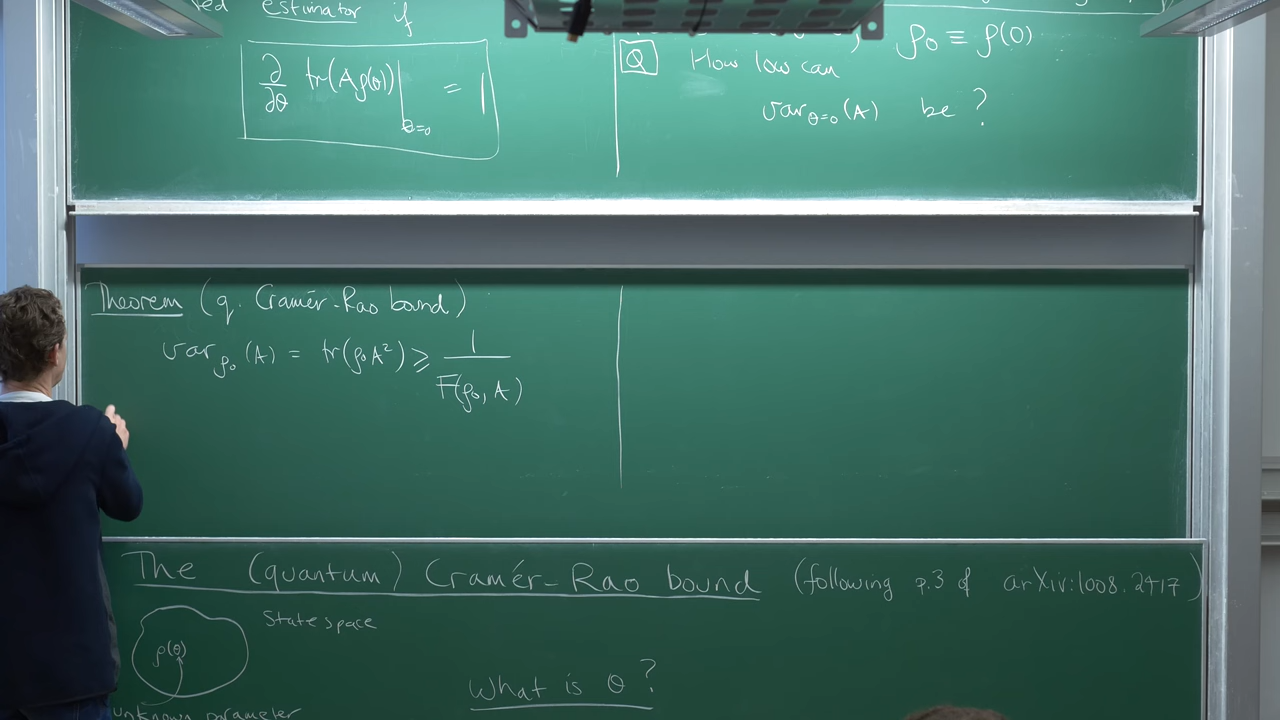 estimator if
∂/∂θ tr(Aρ(θ))|θ=0 = 1
ρ₀ ≡ ρ(0)
Q How low can
var θ=0 (A) be ?
Theorem (q. Cramér-Rao bound)
var ρ₀ (A) = tr(ρ₀A²) ⩾ 1/F(ρ₀, A)
The (quantum) Cramér-Rao bound (following p.3 of arXiv:1008.2417)
State space
ρ(θ)
What is θ ?
unknown parameter